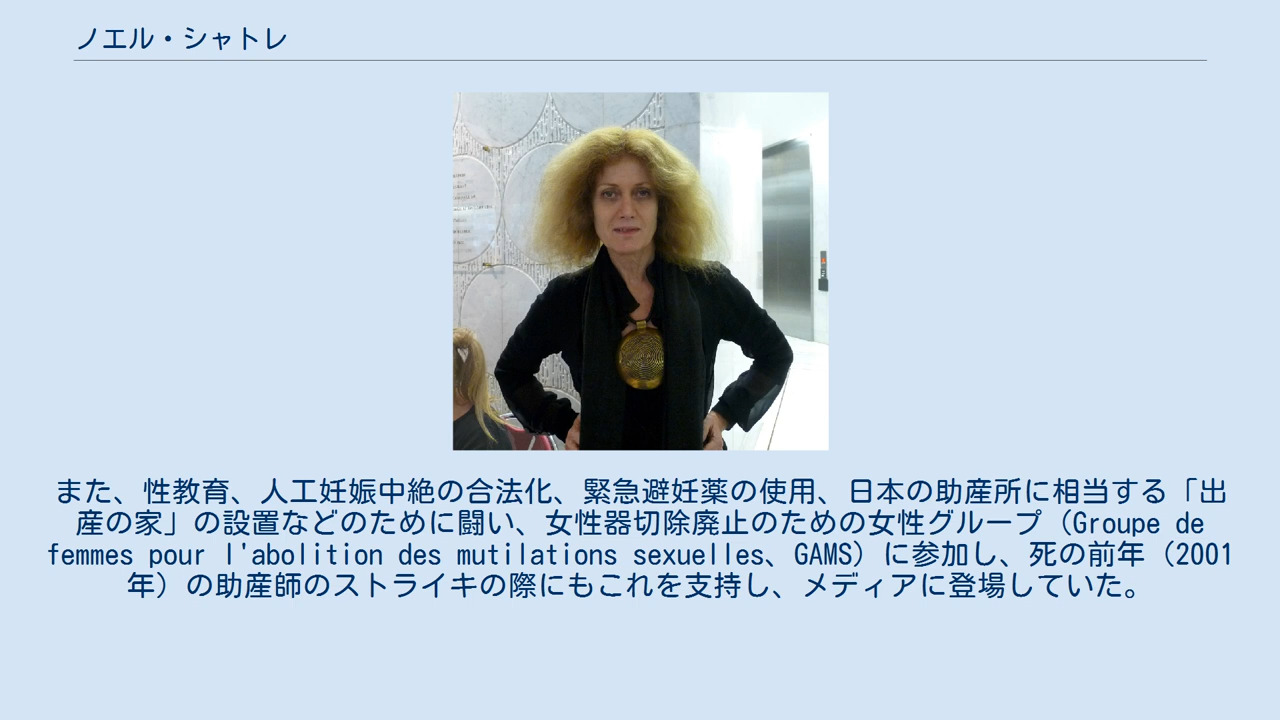 ノエル・シャトレ
また、性教育、人工妊娠中絶の合法化、緊急避妊薬の使用、日本の助産所に相当する「出
産の家」の設置などのために闘い、女性器切除廃止のための女性グループ（Groupe de
femmes pour l'abolition des mutilations sexuelles、GAMS）に参加し、死の前年（2001
年）の助産師のストライキの際にもこれを支持し、メディアに登場していた。